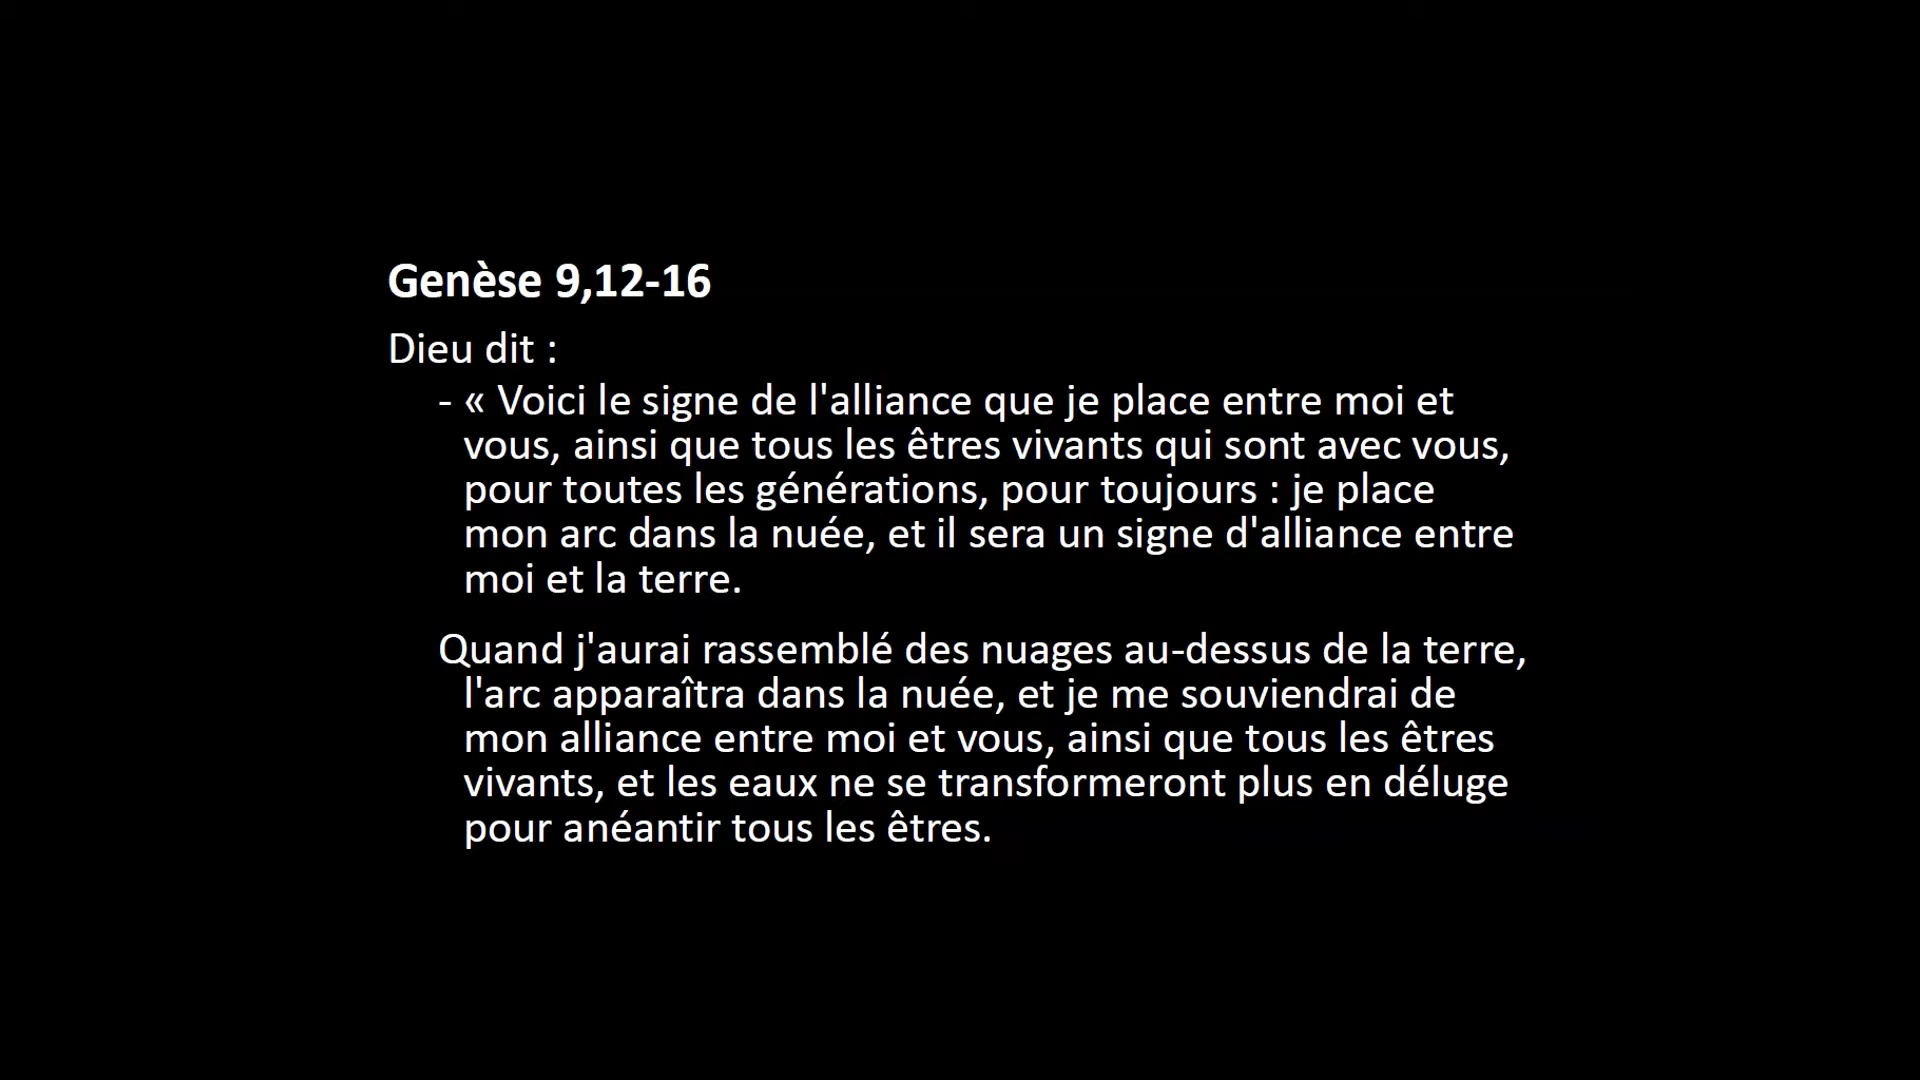 Genèse 9,12-16
Dieu dit :
- « Voici le signe de l'alliance que je place entre moi et
vous, ainsi que tous les êtres vivants qui sont avec vous,
pour toutes les générations, pour toujours : je place
mon arc dans la nuée, et il sera un signe d'alliance entre
moi et la terre.
Quand j'aurai rassemblé des nuages au-dessus de la terre,
l'arc apparaîtra dans la nuée, et je me souviendrai de
mon alliance entre moi et vous, ainsi que tous les êtres
vivants, et les eaux ne se transformeront plus en déluge
pour anéantir tous les êtres.